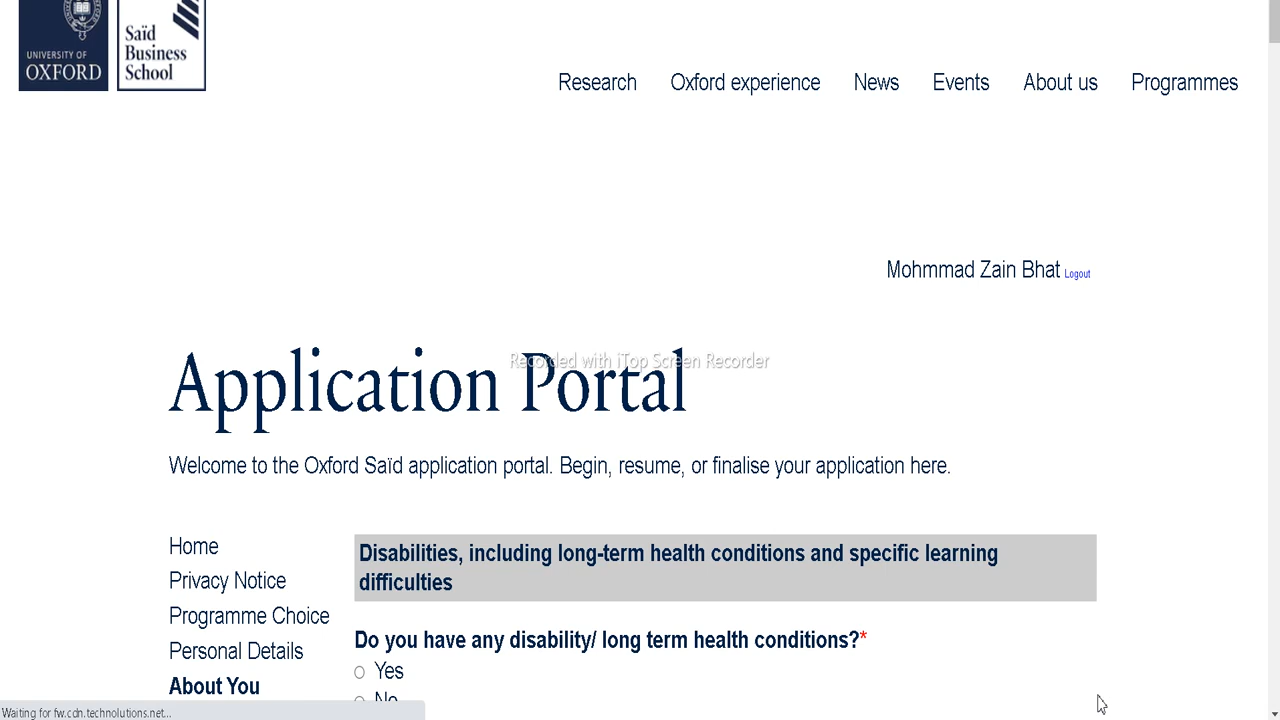 UNIVERSITY OF
OXFORD
Saïd
Business
School
Research Oxford experience News Events About us Programmes
Mohmmad Zain Bhat Logout
Application Portal
Recorded with iTop Screen Recorder
Welcome to the Oxford Saïd application portal. Begin, resume, or finalise your application here.
Home
Privacy Notice
Programme Choice
Personal Details
About You
Disabilities, including long-term health conditions and specific learning
difficulties
Do you have any disability/ long term health conditions?*
Yes
No
Waiting for fw.cdn.technolutions.net...